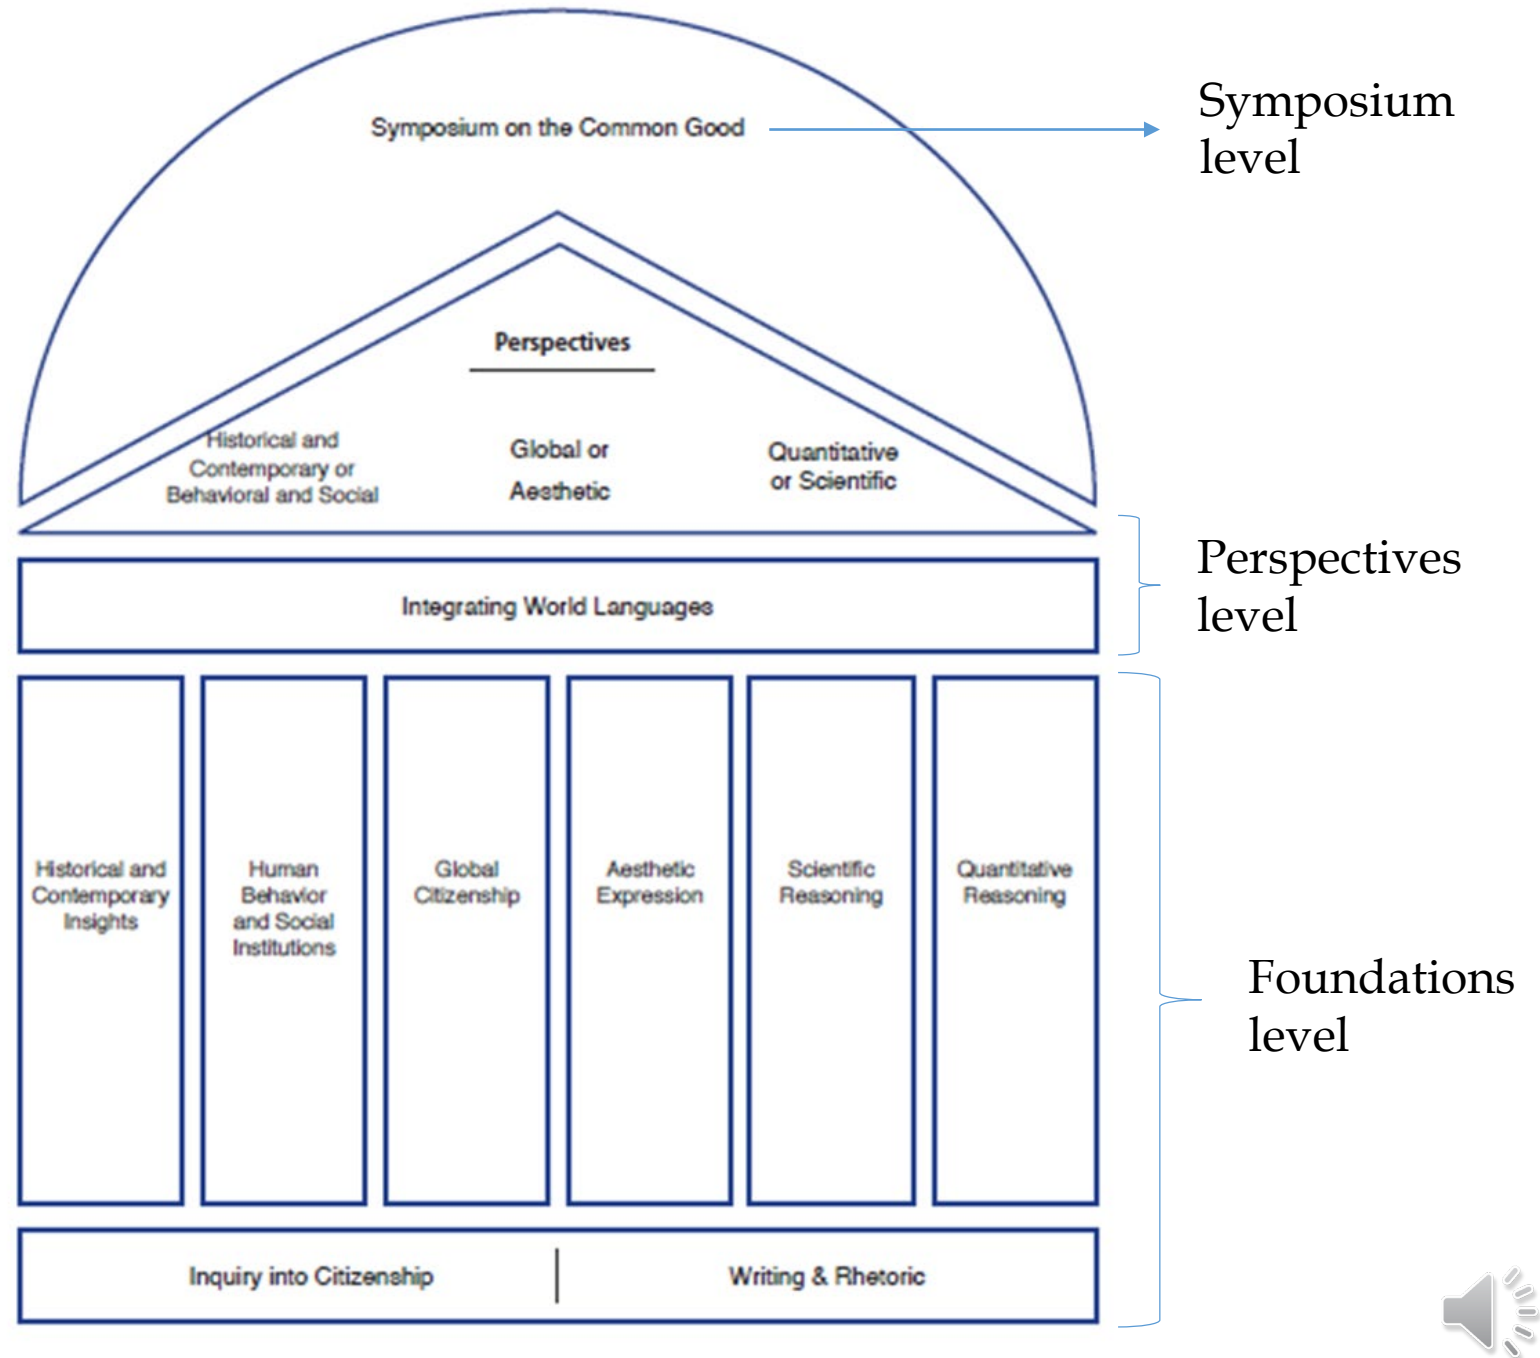 Symposium on the Common Good
Symposium
level
Perspectives
Historical and
Contemporary or
Behavioral and Social
Global or
Aesthetic
Quantitative
or Scientific
Perspectives
level
Integrating World Languages
Historical and
Contemporary
Insights
Human
Behavior
and Social
Institutions
Global
Citizenship
Aesthetic
Expression
Scientific
Reasoning
Quantitative
Reasoning
Foundations
level
Inquiry into Citizenship
Writing & Rhetoric